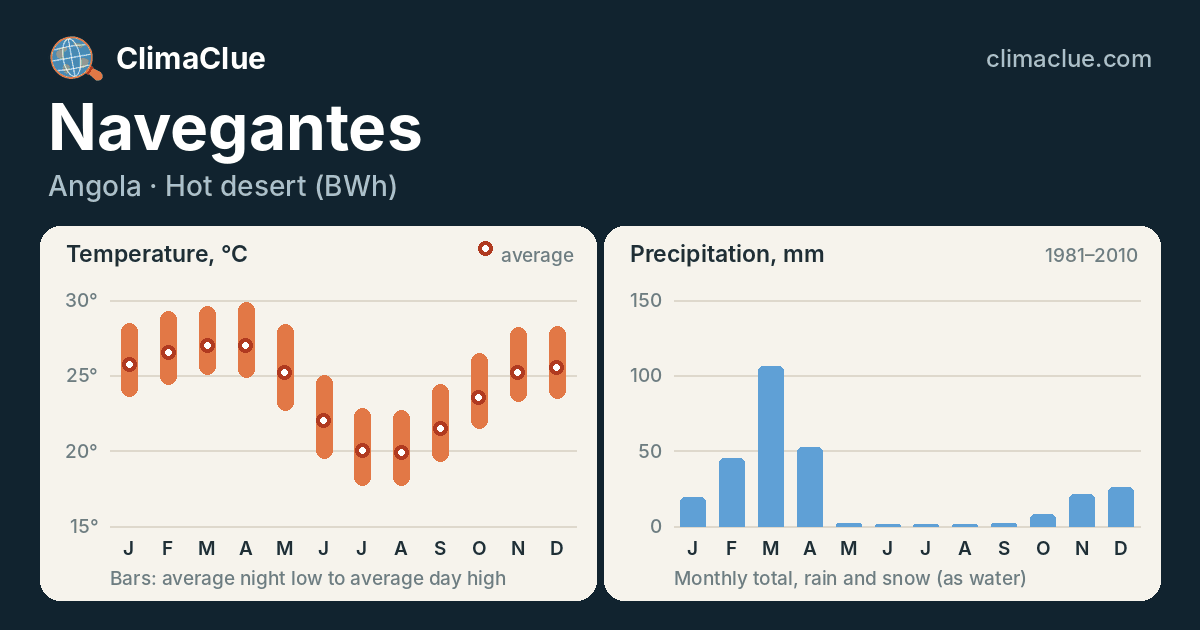 ClimaClue
climaclue.com
Navegantes
Angola · Hot desert (BWh)
Temperature, °C
average
30°
25°
20°
15°
J F M A M J J A S O N D
Bars: average night low to average day high
Precipitation, mm
1981–2010
150
100
50
0
J F M A M J J A S O N D
Monthly total, rain and snow (as water)